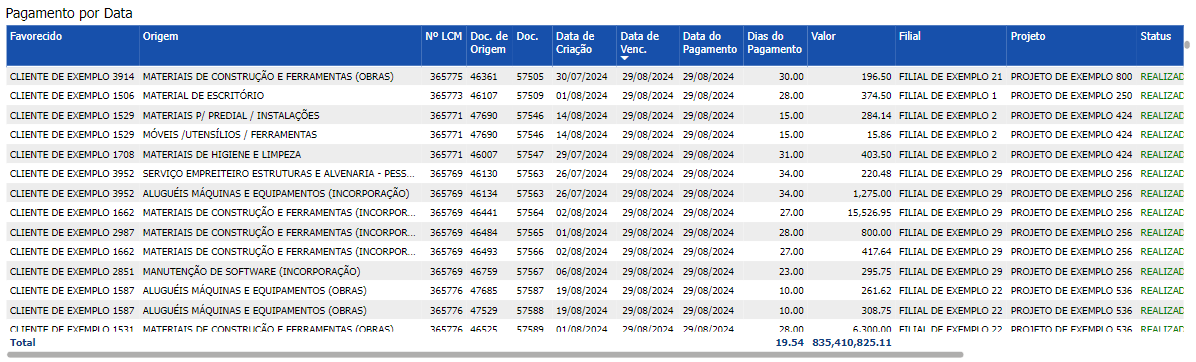 Pagamento por Data
Favorecido Origem Nº LCM Doc. de Origem Doc. Data de Criação Data de Venc. Data do Pagamento Dias do Pagamento Valor Filial Projeto Status
CLIENTE DE EXEMPLO 3914 MATERIAIS DE CONSTRUÇÃO E FERRAMENTAS (OBRAS) 365775 46361 57505 30/07/2024 29/08/2024 29/08/2024 30.00 196.50 FILIAL DE EXEMPLO 21 PROJETO DE EXEMPLO 800 REALIZAD
CLIENTE DE EXEMPLO 1506 MATERIAL DE ESCRITÓRIO 365773 46107 57509 01/08/2024 29/08/2024 29/08/2024 28.00 374.50 FILIAL DE EXEMPLO 1 PROJETO DE EXEMPLO 250 REALIZAD
CLIENTE DE EXEMPLO 1529 MATERIAIS P/ PREDIAL / INSTALAÇÕES 365771 47690 57546 14/08/2024 29/08/2024 29/08/2024 15.00 284.14 FILIAL DE EXEMPLO 2 PROJETO DE EXEMPLO 424 REALIZAD
CLIENTE DE EXEMPLO 1529 MÓVEIS /UTENSÍLIOS / FERRAMENTAS 365771 47690 57546 14/08/2024 29/08/2024 29/08/2024 15.00 15.86 FILIAL DE EXEMPLO 2 PROJETO DE EXEMPLO 424 REALIZAD
CLIENTE DE EXEMPLO 1708 MATERIAIS DE HIGIENE E LIMPEZA 365771 46007 57547 29/07/2024 29/08/2024 29/08/2024 31.00 403.50 FILIAL DE EXEMPLO 2 PROJETO DE EXEMPLO 424 REALIZAD
CLIENTE DE EXEMPLO 3952 SERVIÇO EMPREITEIRO ESTRUTURAS E ALVENARIA - PESS... 365769 46130 57563 26/07/2024 29/08/2024 29/08/2024 34.00 220.48 FILIAL DE EXEMPLO 29 PROJETO DE EXEMPLO 256 REALIZAD
CLIENTE DE EXEMPLO 3952 ALUGUÉIS MÁQUINAS E EQUIPAMENTOS (INCORPORAÇÃO) 365769 46134 57563 26/07/2024 29/08/2024 29/08/2024 34.00 1,275.00 FILIAL DE EXEMPLO 29 PROJETO DE EXEMPLO 256 REALIZAD
CLIENTE DE EXEMPLO 1662 MATERIAIS DE CONSTRUÇÃO E FERRAMENTAS (INCORPOR... 365769 46441 57564 02/08/2024 29/08/2024 29/08/2024 27.00 15,526.95 FILIAL DE EXEMPLO 29 PROJETO DE EXEMPLO 256 REALIZAD
CLIENTE DE EXEMPLO 2987 MATERIAIS DE CONSTRUÇÃO E FERRAMENTAS (INCORPOR... 365769 46484 57565 01/08/2024 29/08/2024 29/08/2024 28.00 800.00 FILIAL DE EXEMPLO 29 PROJETO DE EXEMPLO 256 REALIZAD
CLIENTE DE EXEMPLO 1662 MATERIAIS DE CONSTRUÇÃO E FERRAMENTAS (INCORPOR... 365769 46493 57566 02/08/2024 29/08/2024 29/08/2024 27.00 417.64 FILIAL DE EXEMPLO 29 PROJETO DE EXEMPLO 256 REALIZAD
CLIENTE DE EXEMPLO 2851 MANUTENÇÃO DE SOFTWARE (INCORPORAÇÃO) 365769 46759 57567 06/08/2024 29/08/2024 29/08/2024 23.00 295.75 FILIAL DE EXEMPLO 29 PROJETO DE EXEMPLO 256 REALIZAD
CLIENTE DE EXEMPLO 1587 ALUGUÉIS MÁQUINAS E EQUIPAMENTOS (OBRAS) 365776 47685 57587 19/08/2024 29/08/2024 29/08/2024 10.00 261.62 FILIAL DE EXEMPLO 22 PROJETO DE EXEMPLO 536 REALIZAD
CLIENTE DE EXEMPLO 1587 ALUGUÉIS MÁQUINAS E EQUIPAMENTOS (OBRAS) 365776 47529 57588 19/08/2024 29/08/2024 29/08/2024 10.00 308.75 FILIAL DE EXEMPLO 22 PROJETO DE EXEMPLO 536 REALIZAD
CLIENTE DE EXEMPLO 1531 MATERIAIS DE CONSTRUÇÃO E FERRAMENTAS (OBRAS) 365776 46525 57589 01/08/2024 29/08/2024 29/08/2024 28.00 6,300.00 FILIAL DE EXEMPLO 22 PROJETO DE EXEMPLO 536 REALIZAD
Total 19.54 835,410,825.11